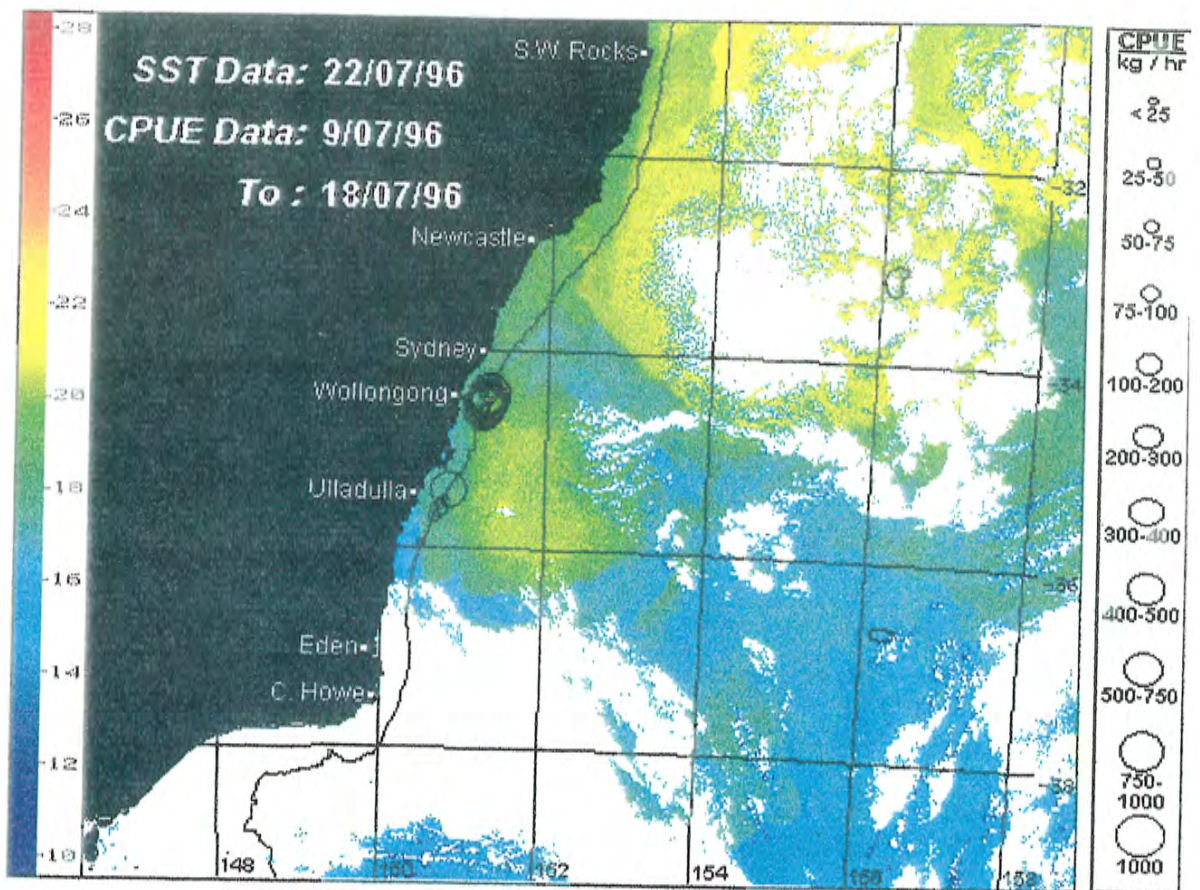 SST Data: 22/07/96
CPUE Data: 9/07/96
To : 18/07/96
S.W. Rocks
Newcastle
Sydney
Wollongong
Ulladulla
Eden
C. Howe
-28
-26
-24
-22
-20
-18
-16
-14
-12
-10
-32
-34
-36
-38
148
150
152
154
156
158
CPUE
kg / hr
< 25
25-50
50-75
75-100
100-200
200-300
300-400
400-500
500-750
750-
1000
1000